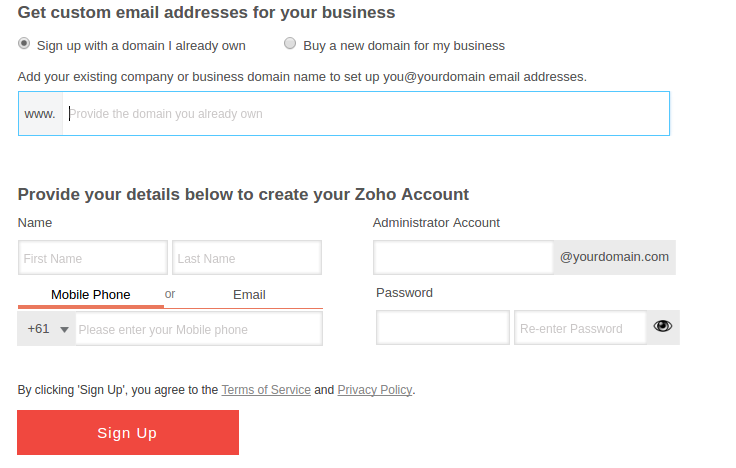 Get custom email addresses for your business
Sign up with a domain I already own
Buy a new domain for my business
Add your existing company or business domain name to set up you@yourdomain email addresses.
www. Provide the domain you already own
Provide your details below to create your Zoho Account
Name
Administrator Account
First Name
Last Name
@yourdomain.com
Mobile Phone or Email
Password
+61 Please enter your Mobile phone
Re-enter Password
By clicking 'Sign Up', you agree to the Terms of Service and Privacy Policy.
Sign Up